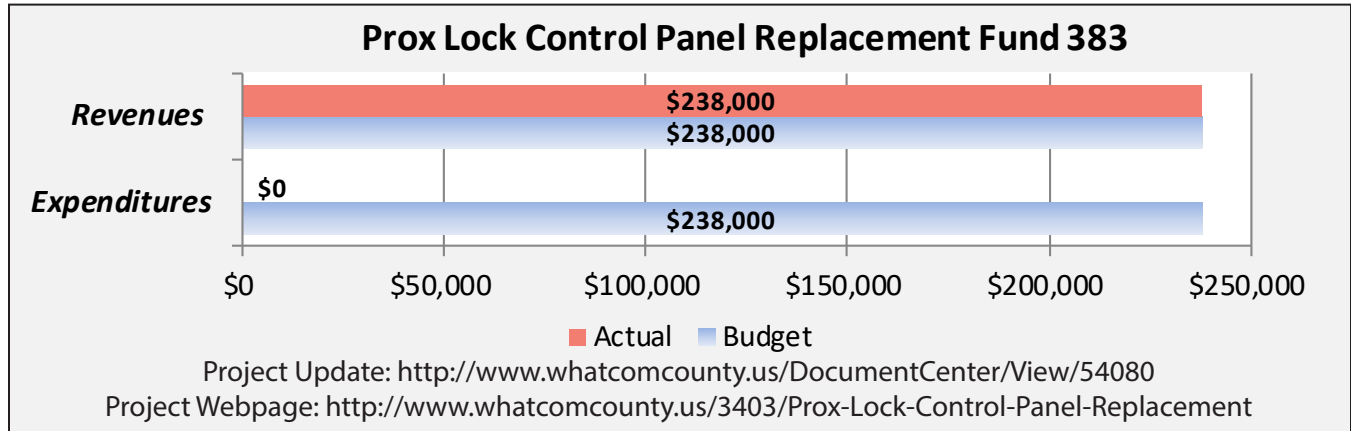 Prox Lock Control Panel Replacement Fund 383
Revenues
$238,000
$238,000
Expenditures
$0
$238,000
$0 $50,000 $100,000 $150,000 $200,000 $250,000
Actual Budget
Project Update: http://www.whatcomcounty.us/DocumentCenter/View/54080
Project Webpage: http://www.whatcomcounty.us/3403/Prox-Lock-Control-Panel-Replacement